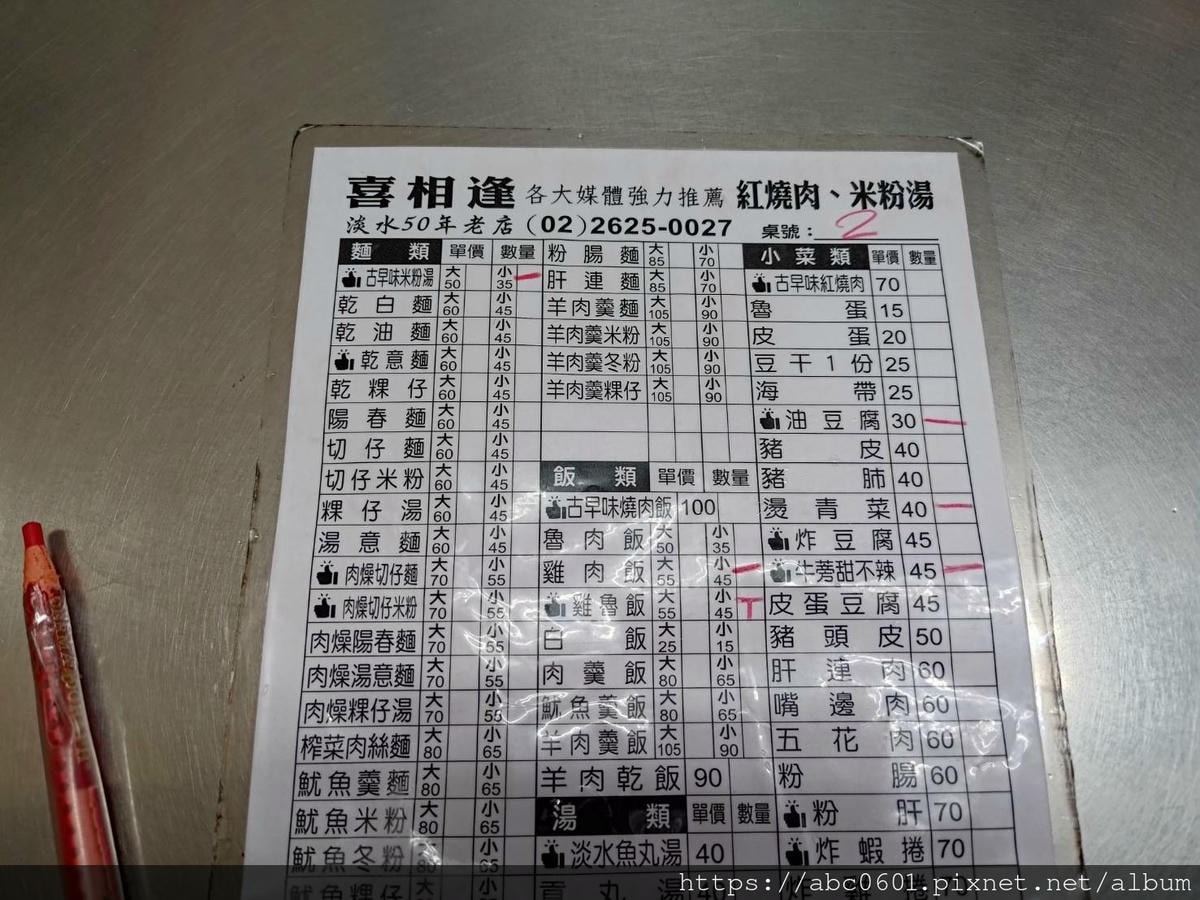 喜相逢 各大媒體強力推薦 紅燒肉、米粉湯
淡水50年老店 (02)2625-0027 桌號：2
麵類 單價 數量 粉腸麵 大85 小70 小菜類 單價 數量
古早味米粉湯 大50 小35 一 肝連麵 大85 小70 古早味紅燒肉 70
乾白麵 大60 小45 羊肉羹麵 大105 小90 魯蛋 15
乾油麵 大60 小45 羊肉羹米粉 大105 小90 皮蛋 20
乾意麵 大60 小45 羊肉羹冬粉 大105 小90 豆干1份 25
乾粿仔 大60 小45 羊肉羹粿仔 大105 小90 海帶 25
陽春麵 大60 小45 油豆腐 30 一
切仔麵 大60 小45 豬皮 40
切仔米粉 大60 小45 飯類 單價 數量 豬肺 40
粿仔湯 大60 小45 古早味燒肉飯 100 燙青菜 40 一
湯意麵 大60 小45 魯肉飯 大50 小35 炸豆腐 45
肉燥切仔麵 大70 小55 雞肉飯 大55 小45 一 牛蒡甜不辣 45 一
肉燥切仔米粉 大70 小55 雞魯飯 大55 小45 T 皮蛋豆腐 45
肉燥陽春麵 大70 小55 白飯 大25 小15 豬頭皮 50
肉燥湯意麵 大70 小55 肉羹飯 大80 小65 肝連肉 60
肉燥粿仔湯 大70 小55 魷魚羹飯 大80 小65 嘴邊肉 60
榨菜肉絲麵 大80 小65 羊肉羹飯 大105 小90 五花肉 60
魷魚羹麵 大80 小65 羊肉乾飯 90 粉腸 60
魷魚米粉 大80 小65 湯類 單價 數量 粉肝 70
魷魚冬粉 大80 小65 淡水魚丸湯 40 炸蝦捲 70
魷魚粿仔 貢丸湯 40 炸雞捲 70
https://abc0601.pixnet.net/album